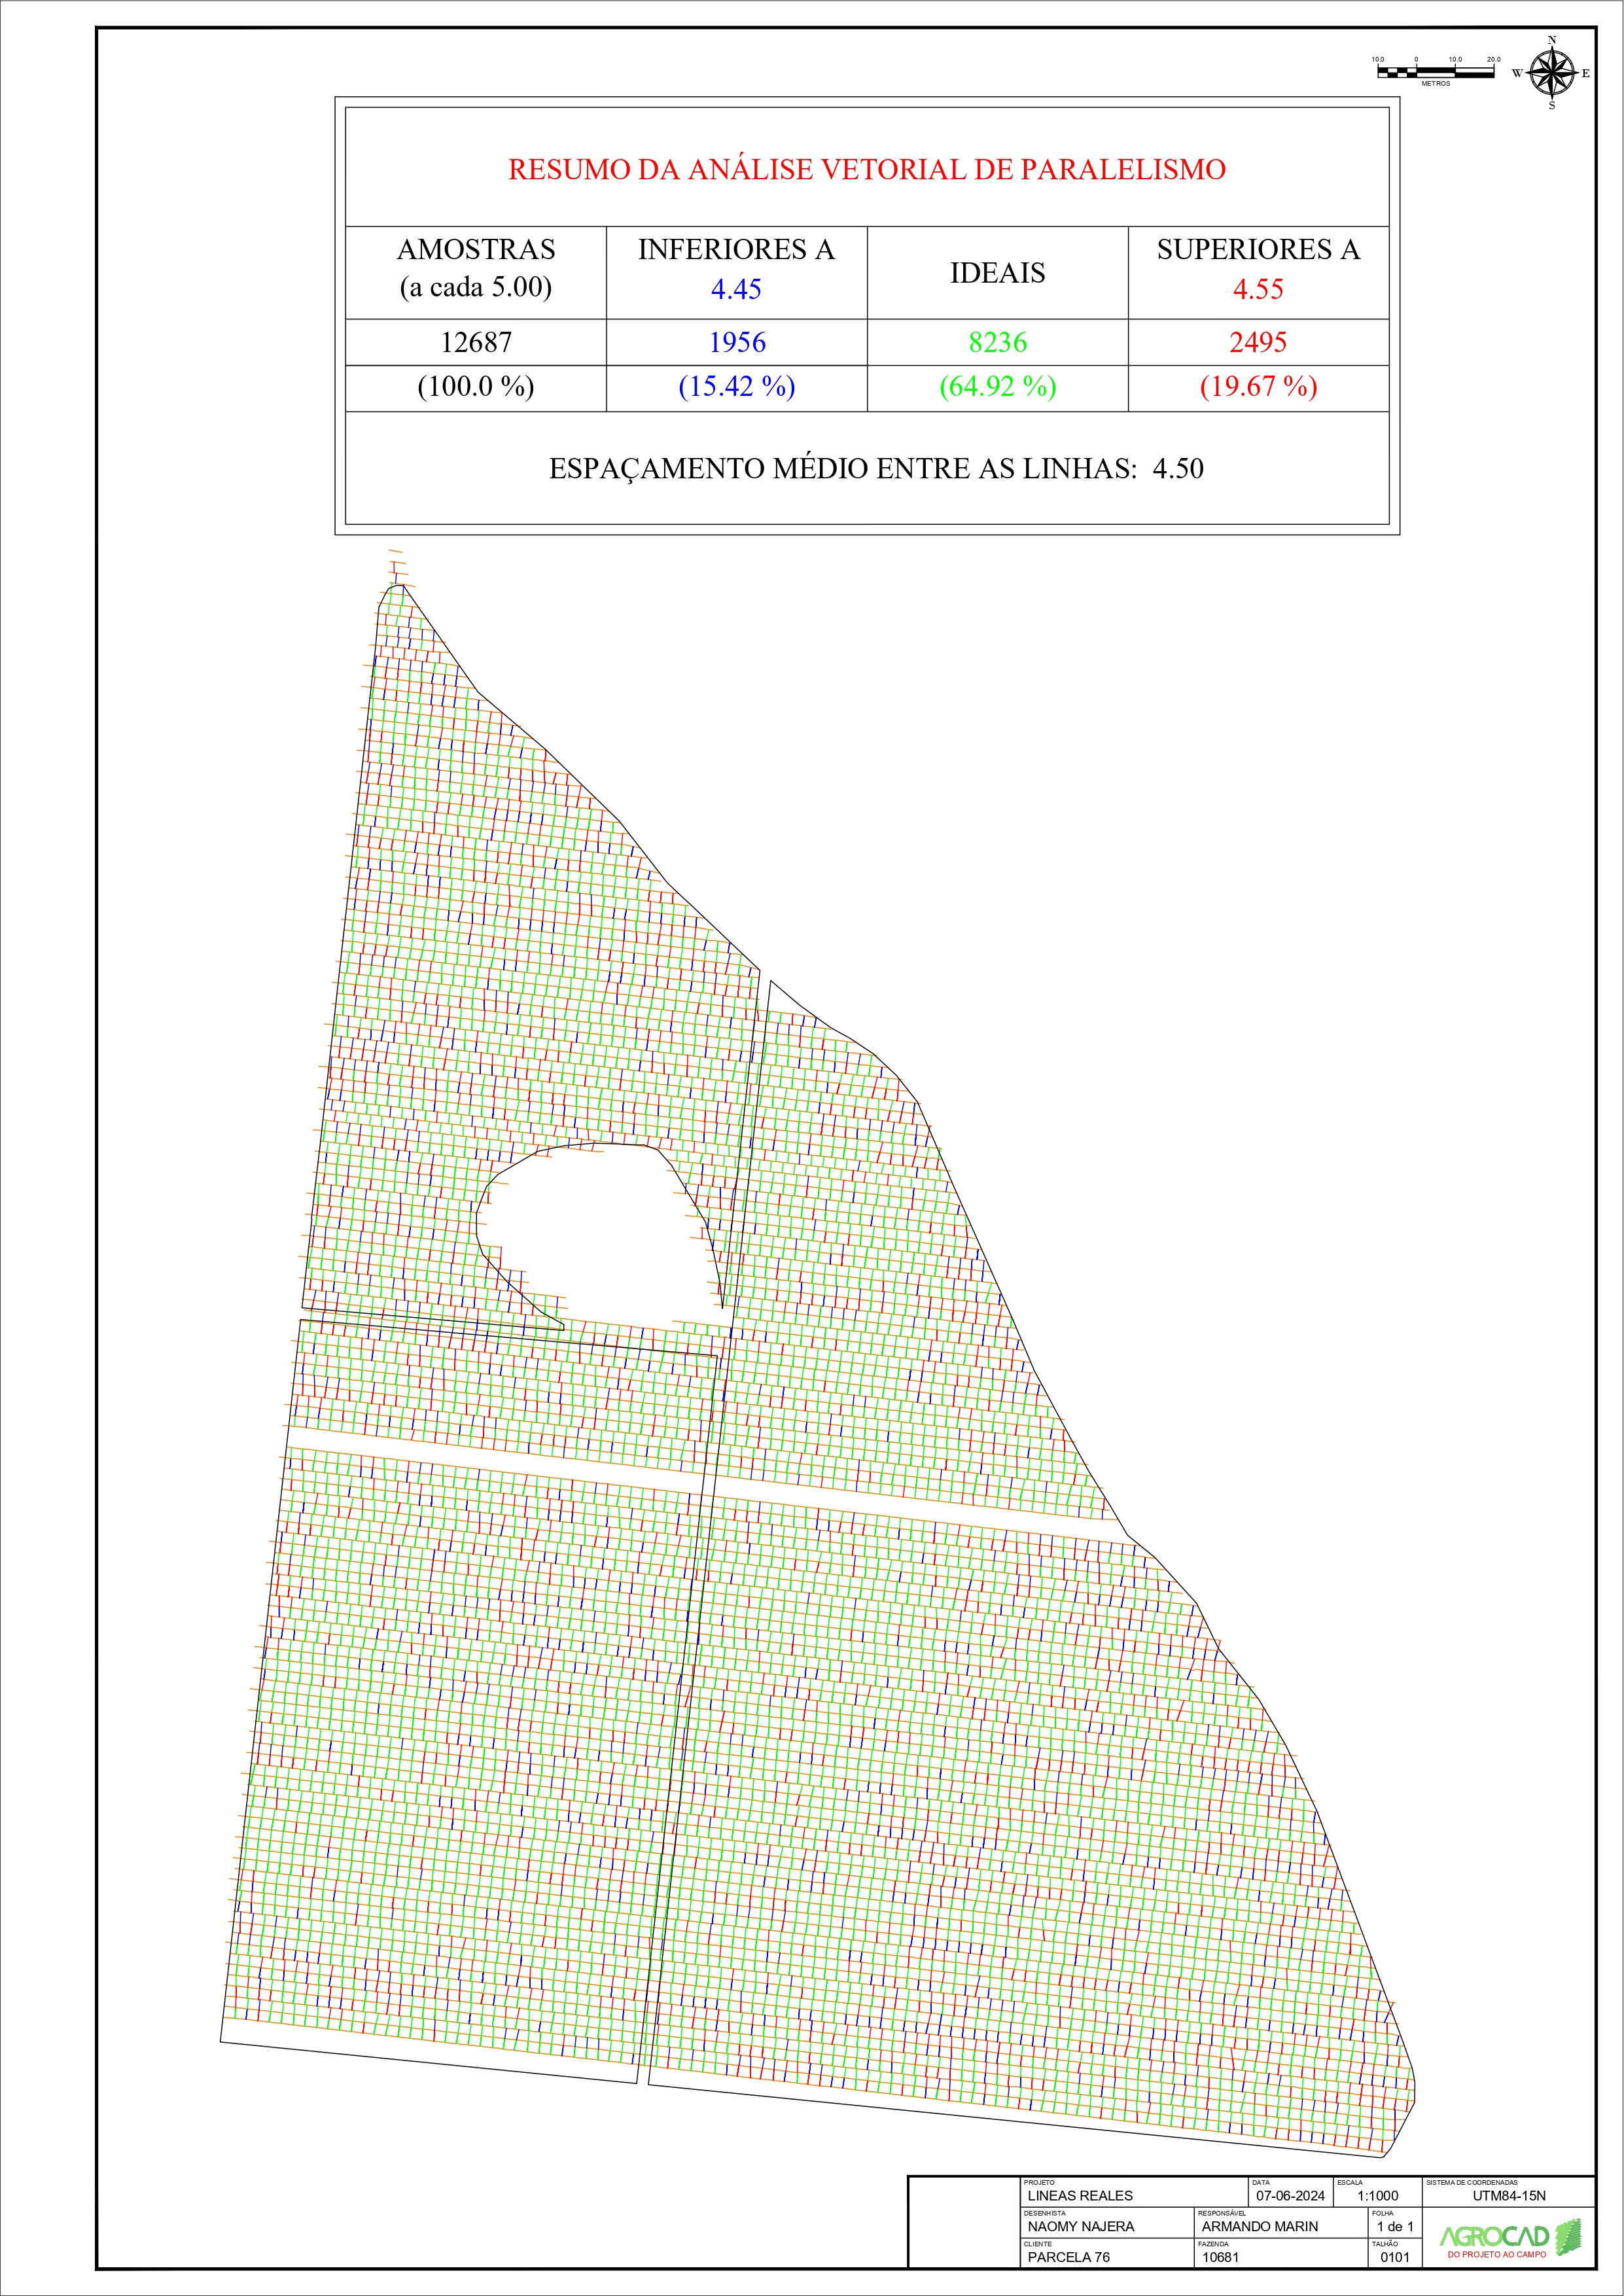 10.0 0 10.0 20.0
METROS
N
W E
S
RESUMO DA ANÁLISE VETORIAL DE PARALELISMO
AMOSTRAS
(a cada 5.00)
INFERIORES A
4.45
IDEAIS
SUPERIORES A
4.55
12687 1956 8236 2495
(100.0 %) (15.42 %) (64.92 %) (19.67 %)
ESPAÇAMENTO MÉDIO ENTRE AS LINHAS: 4.50
PROJETO
LINEAS REALES
DATA
07-06-2024
ESCALA
1:1000
SISTEMA DE COORDENADAS
UTM84-15N
DESENHISTA
NAOMY NAJERA
RESPONSÁVEL
ARMANDO MARIN
FOLHA
1 de 1
CLIENTE
PARCELA 76
FAZENDA
10681
TALHÃO
0101
AGROCAD
DO PROJETO AO CAMPO